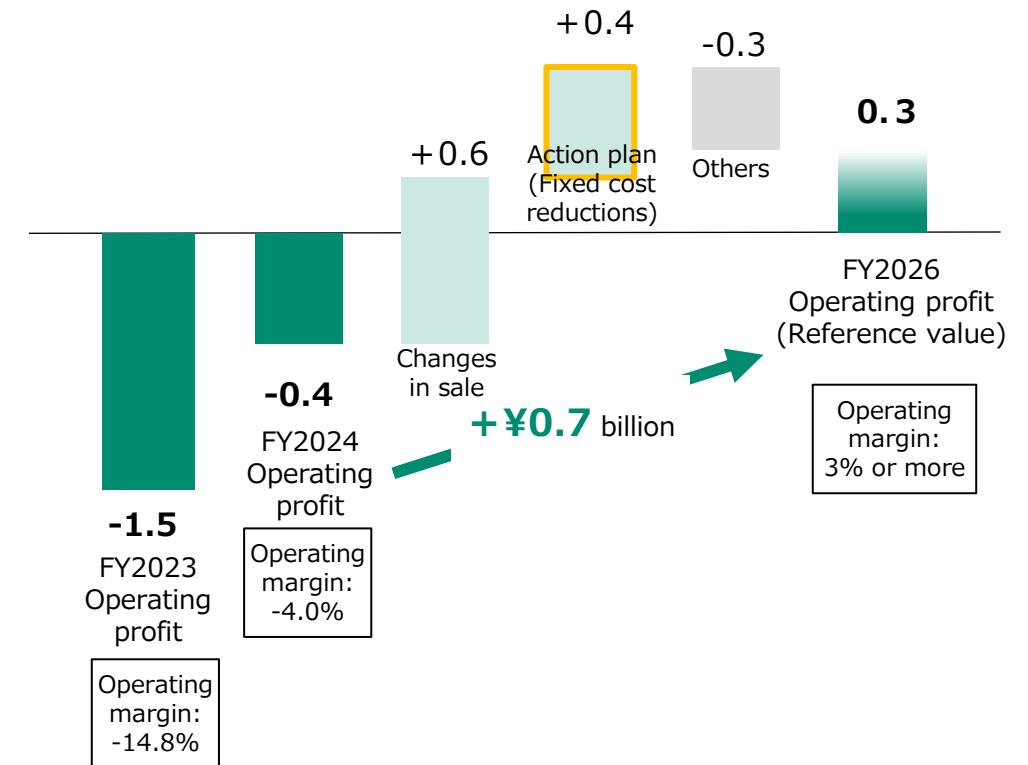 -1.5
FY2023
Operating
profit
Operating
margin:
-14.8%
-0.4
FY2024
Operating
profit
Operating
margin:
-4.0%
+0.6
Changes
in sale
+0.4
Action plan
(Fixed cost
reductions)
-0.3
Others
+¥0.7 billion
0.3
FY2026
Operating profit
(Reference value)
Operating
margin:
3% or more